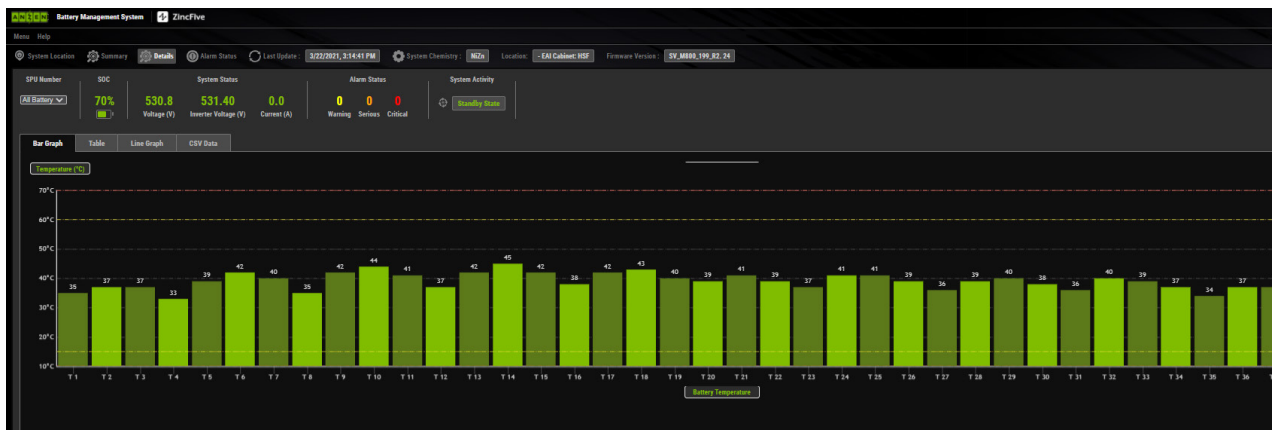 ANZEN Battery Management System ZincFive
Menu Help
System Location Summary Details Alarm Status Last Update : 3/22/2021, 3:14:41 PM System Chemistry : NiZn Location: - EAI Cabinet: HSF Firmware Version : SV_M800_199_R2. 24
SPU Number SOC System Status Alarm Status System Activity
All Battery 70% 530.8 531.40 0.0 0 0 0 Standby State
Voltage (V) Inverter Voltage (V) Current (A) Warning Serious Critical
Bar Graph Table Line Graph CSV Data
Temperature (°C)
70°C
60°C
50°C
40°C
30°C
20°C
10°C
35 37 37 33 39 42 40 35 42 44 41 37 42 45 42 38 42 43 40 39 41 39 37 41 41 39 36 39 40 38 36 40 39 37 34 37
T 1 T 2 T 3 T 4 T 5 T 6 T 7 T 8 T 9 T 10 T 11 T 12 T 13 T 14 T 15 T 16 T 17 T 18 T 19 T 20 T 21 T 22 T 23 T 24 T 25 T 26 T 27 T 28 T 29 T 30 T 31 T 32 T 33 T 34 T 35 T 36
Battery Temperature